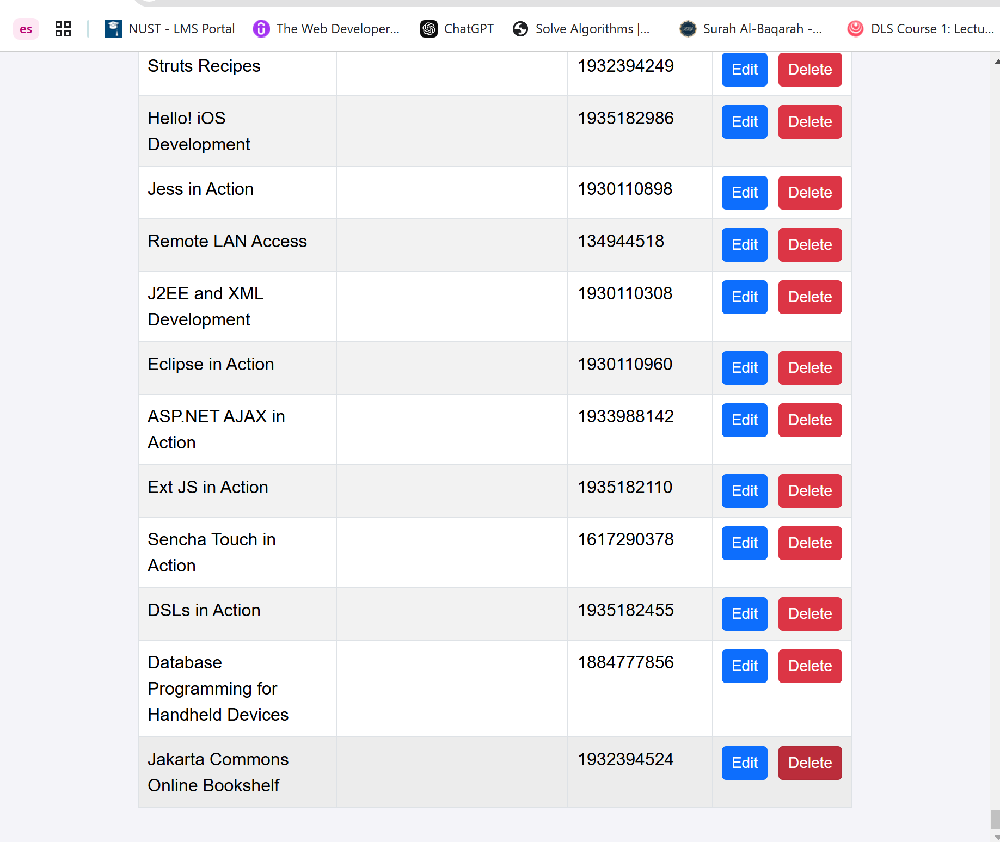 es NUST - LMS Portal The Web Developer... ChatGPT Solve Algorithms |... Surah Al-Baqarah -... DLS Course 1: Lectu...
Struts Recipes 1932394249 Edit Delete
Hello! iOS 1935182986 Edit Delete
Development
Jess in Action 1930110898 Edit Delete
Remote LAN Access 134944518 Edit Delete
J2EE and XML 1930110308 Edit Delete
Development
Eclipse in Action 1930110960 Edit Delete
ASP.NET AJAX in 1933988142 Edit Delete
Action
Ext JS in Action 1935182110 Edit Delete
Sencha Touch in 1617290378 Edit Delete
Action
DSLs in Action 1935182455 Edit Delete
Database 1884777856 Edit Delete
Programming for
Handheld Devices
Jakarta Commons 1932394524 Edit Delete
Online Bookshelf